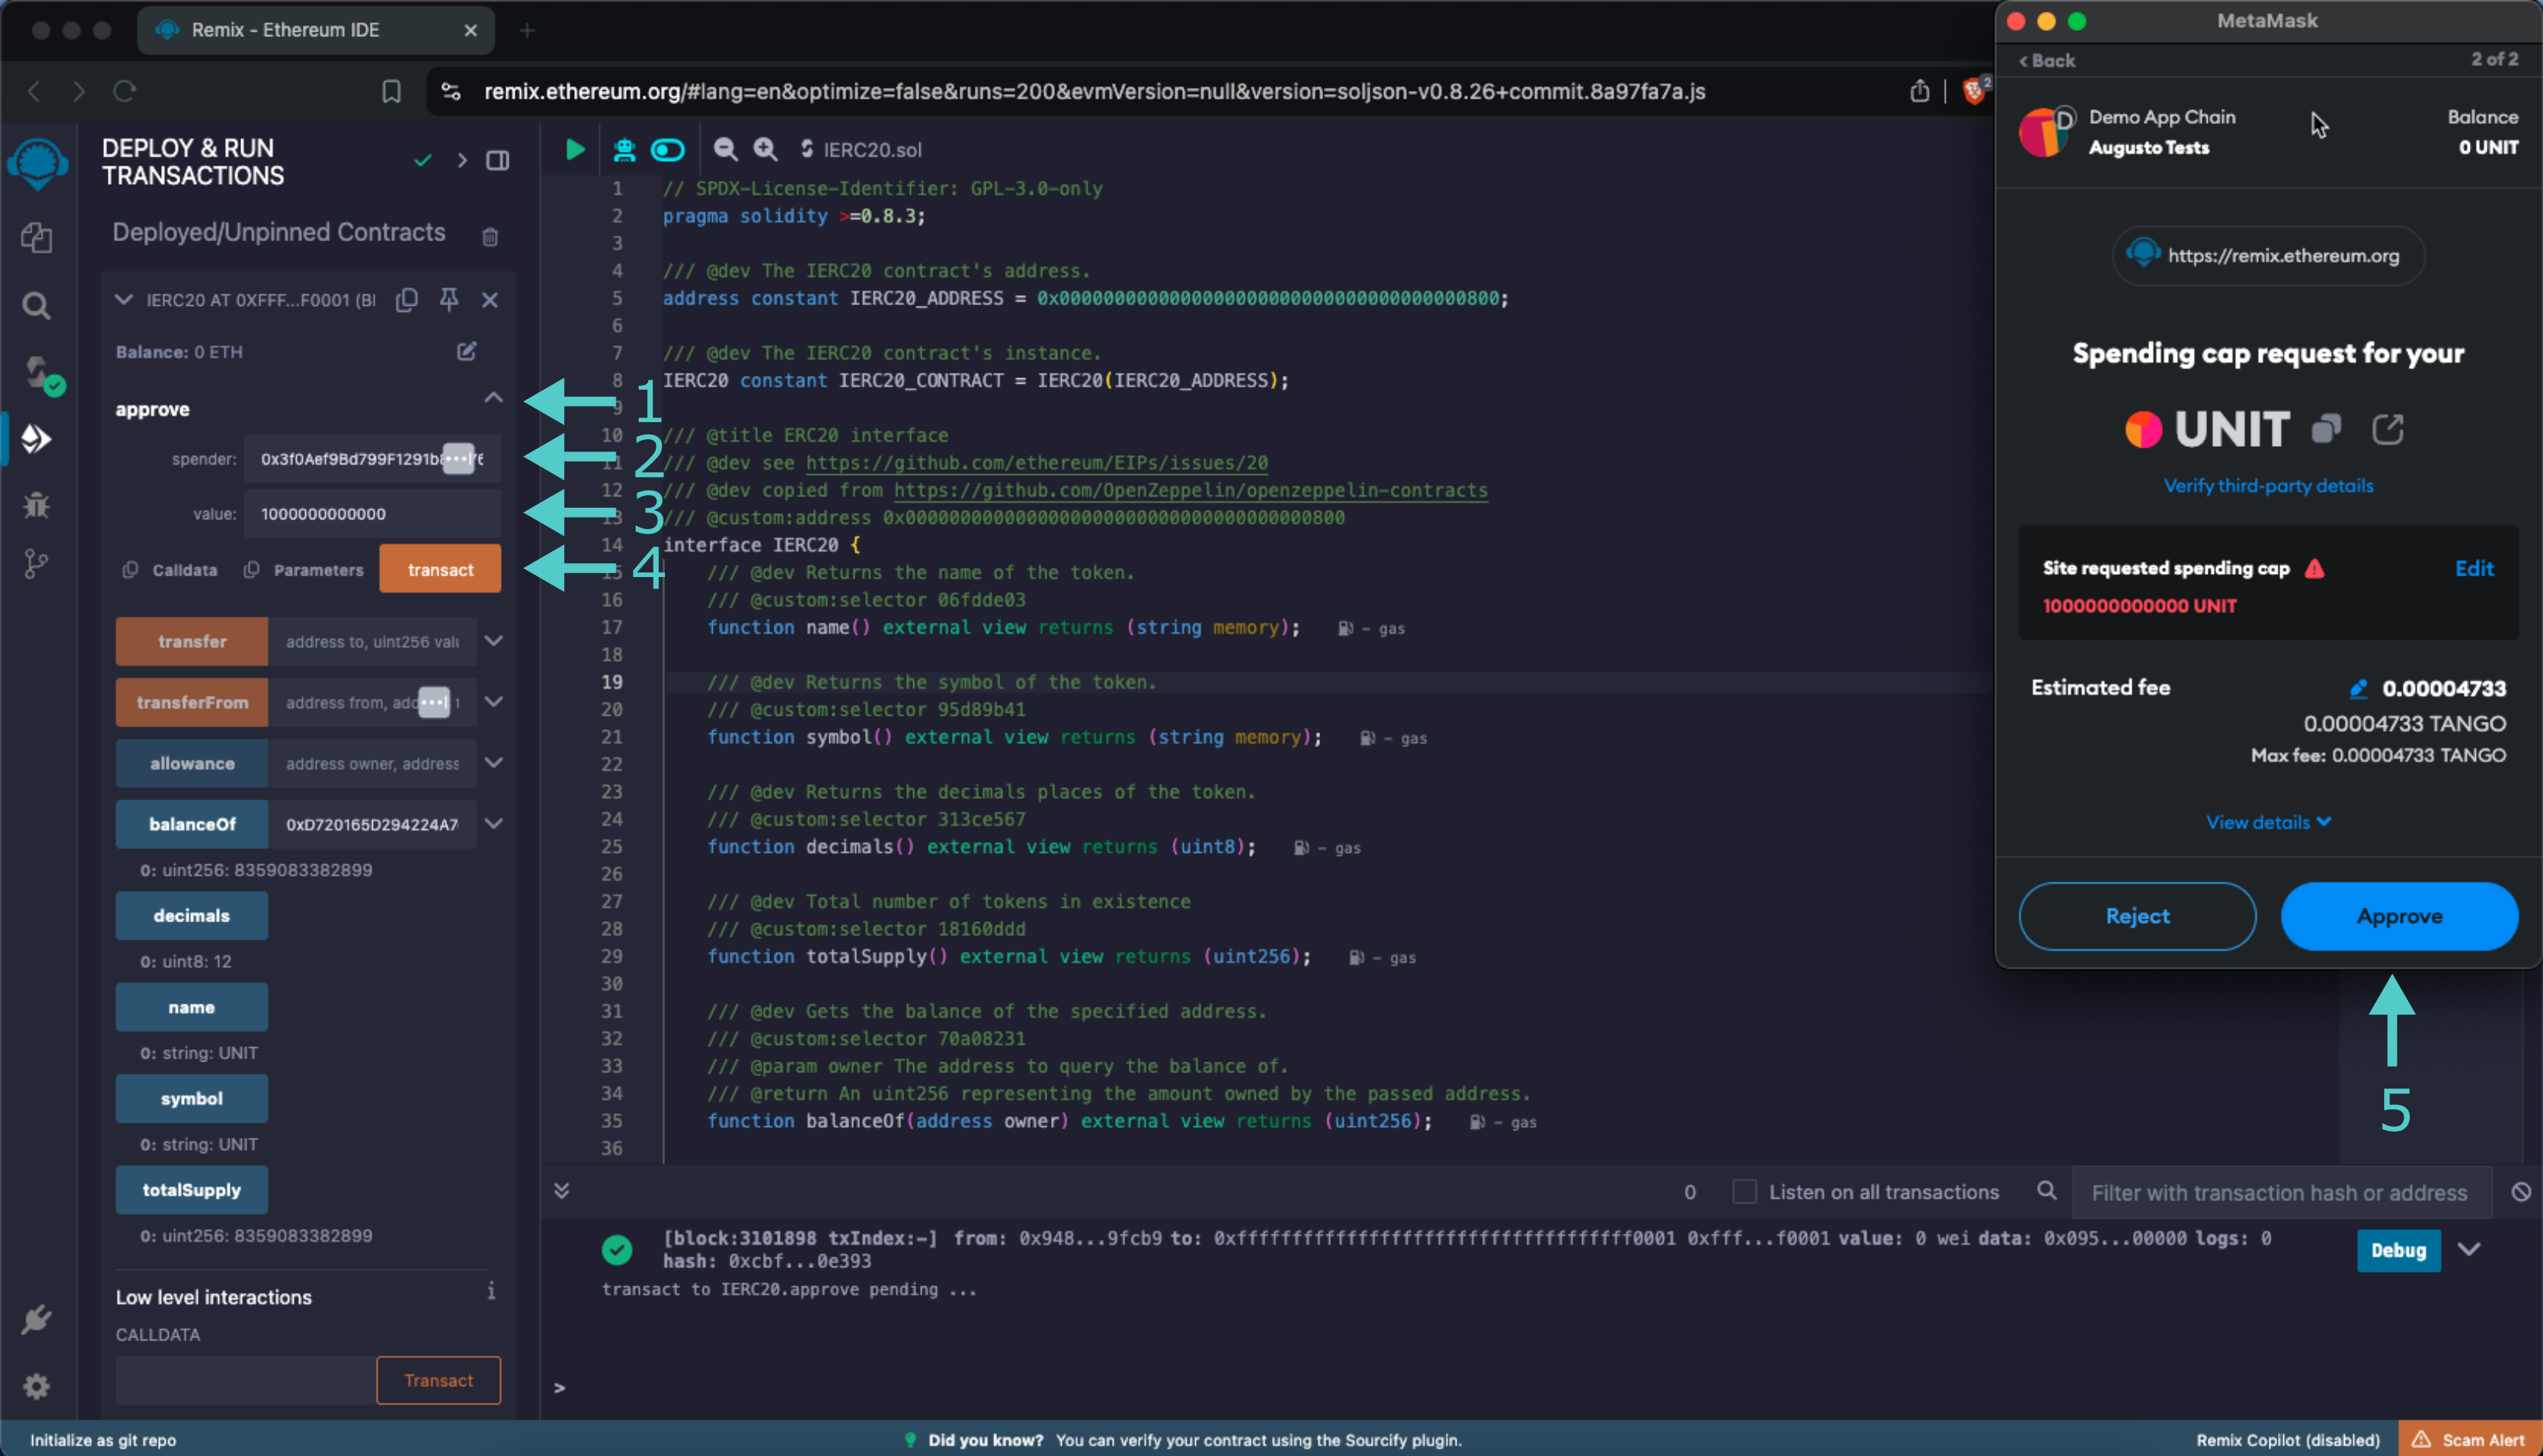 Remix - Ethereum IDE
remix.ethereum.org/#lang=en&optimize=false&runs=200&evmVersion=null&version=soljson-v0.8.26+commit.8a97fa7a.js
2
DEPLOY & RUN
TRANSACTIONS
Deployed/Unpinned Contracts
IERC20 AT 0XFFF...F0001 (Bl
Balance: 0 ETH
approve
spender: 0x3f0Aef9Bd799F1291b
value: 1000000000000
Calldata Parameters transact
transfer address to, uint256 valu
transferFrom address from, add
allowance address owner, address
balanceOf 0xD720165D294224A7
0: uint256: 8359083382899
decimals
0: uint8: 12
name
0: string: UNIT
symbol
0: string: UNIT
totalSupply
0: uint256: 8359083382899
Low level interactions
i
CALLDATA
Transact
1
2
3
4
IERC20.sol
1 // SPDX-License-Identifier: GPL-3.0-only
2 pragma solidity >=0.8.3;
3
4 /// @dev The IERC20 contract's address.
5 address constant IERC20_ADDRESS = 0x0000000000000000000000000000000000000800;
6
7 /// @dev The IERC20 contract's instance.
8 IERC20 constant IERC20_CONTRACT = IERC20(IERC20_ADDRESS);
9
10 /// @title ERC20 interface
11 /// @dev see https://github.com/ethereum/EIPs/issues/20
12 /// @dev copied from https://github.com/OpenZeppelin/openzeppelin-contracts
13 /// @custom:address 0x0000000000000000000000000000000000000800
14 interface IERC20 {
15 /// @dev Returns the name of the token.
16 /// @custom:selector 06fdde03
17 function name() external view returns (string memory); - gas
18
19 /// @dev Returns the symbol of the token.
20 /// @custom:selector 95d89b41
21 function symbol() external view returns (string memory); - gas
22
23 /// @dev Returns the decimals places of the token.
24 /// @custom:selector 313ce567
25 function decimals() external view returns (uint8); - gas
26
27 /// @dev Total number of tokens in existence
28 /// @custom:selector 18160ddd
29 function totalSupply() external view returns (uint256); - gas
30
31 /// @dev Gets the balance of the specified address.
32 /// @custom:selector 70a08231
33 /// @param owner The address to query the balance of.
34 /// @return An uint256 representing the amount owned by the passed address.
35 function balanceOf(address owner) external view returns (uint256); - gas
36
0 Listen on all transactions Filter with transaction hash or address
[block:3101898 txIndex:-] from: 0x948...9fcb9 to: 0xffffffffffffffffffffffffffffffffffff0001 0xfff...f0001 value: 0 wei data: 0x095...00000 logs: 0
hash: 0xcbf...0e393
Debug
transact to IERC20.approve pending ...
>
MetaMask
< Back 2 of 2
Demo App Chain Balance
Augusto Tests 0 UNIT
D
https://remix.ethereum.org
Spending cap request for your
UNIT
Verify third-party details
Site requested spending cap Edit
1000000000000 UNIT
Estimated fee 0.00004733
0.00004733 TANGO
Max fee: 0.00004733 TANGO
View details
Reject Approve
5
Initialize as git repo
Did you know? You can verify your contract using the Sourcify plugin.
Remix Copilot (disabled) Scam Alert